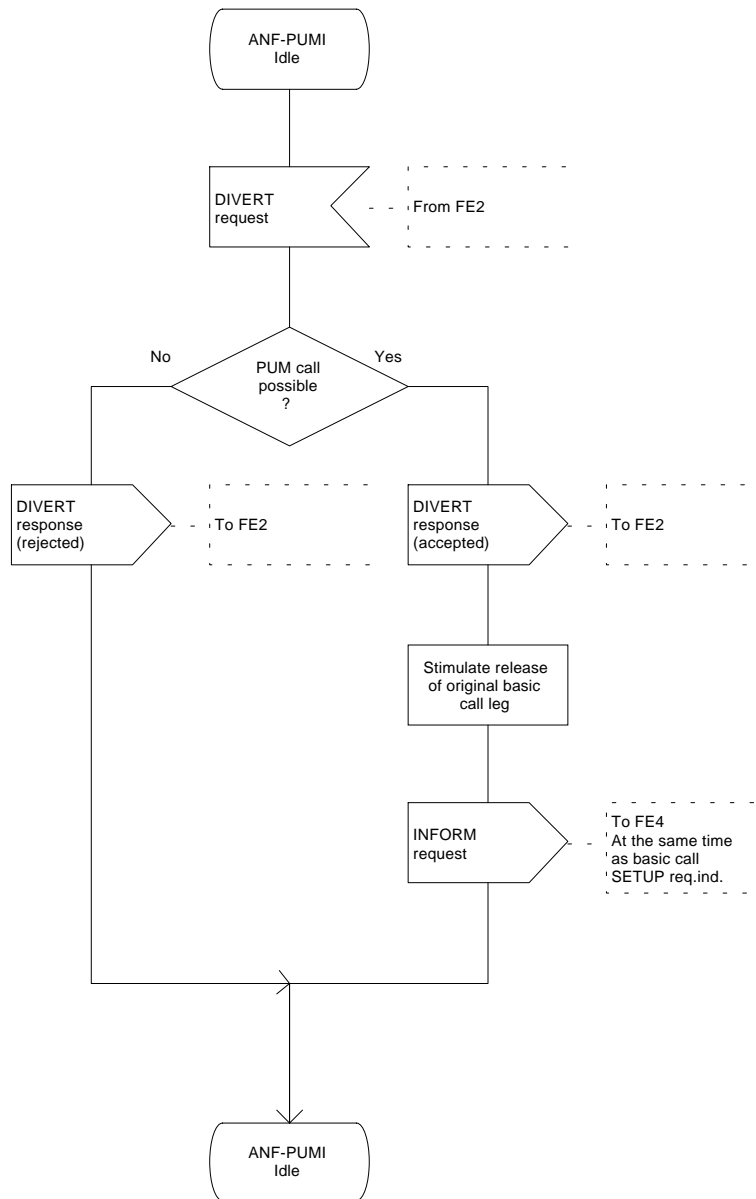 ANF-PUMI
Idle
DIVERT
request
From FE2
No
Yes
PUM call
possible
?
DIVERT
response
(rejected)
To FE2
DIVERT
response
(accepted)
To FE2
Stimulate release
of original basic
call leg
INFORM
request
To FE4
At the same time
as basic call
SETUP req.ind.
ANF-PUMI
Idle